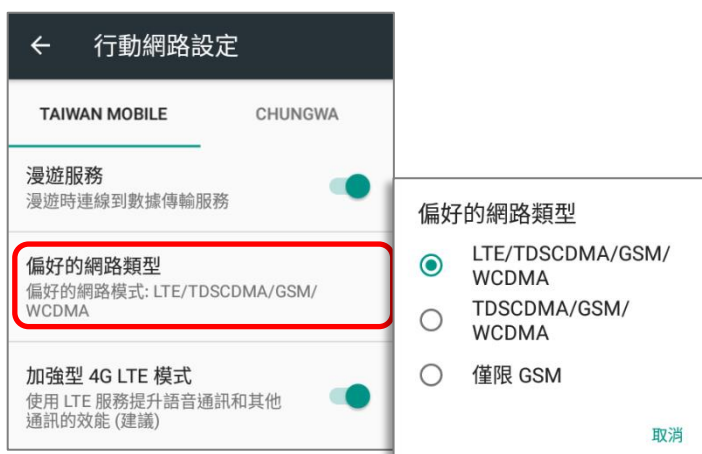 行動網路設定
TAIWAN MOBILE
CHUNGWA
漫遊服務
漫遊時連線到數據傳輸服務
偏好的網路類型
偏好的網路模式: LTE/TDSCDMA/GSM/
WCDMA
加強型 4G LTE 模式
使用 LTE 服務提升語音通訊和其他
通訊的效能 (建議)
偏好的網路類型
LTE/TDSCDMA/GSM/
WCDMA
TDSCDMA/GSM/
WCDMA
僅限 GSM
取消